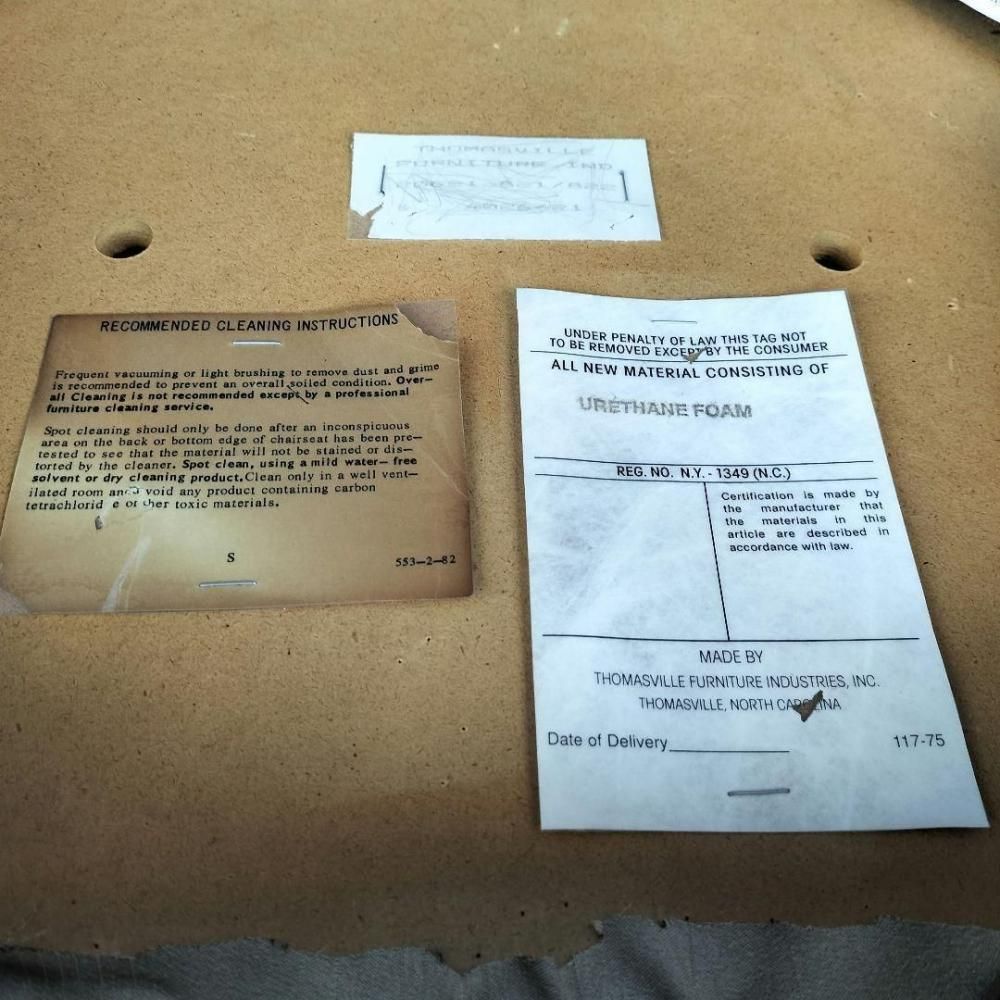 THOMASVILLE
FURNITURE IND
RECOMMENDED CLEANING INSTRUCTIONS
Frequent vacuuming or light brushing to remove dust and grime
is recommended to prevent an overall soiled condition. Over—
all Cleaning is not recommended except by a professional
furniture cleaning service.
Spot cleaning should only be done after an inconspicuous
area on the back or bottom edge of chairseat has been pre—
tested to see that the material will not be stained or dis—
torted by the cleaner. Spot clean, using a mild water— free
solvent or dry cleaning product. Clean only in a well vent—
ilated room and void any product containing carbon
tetrachlorid e or ther toxic materials.
S
553—2—82
UNDER PENALTY OF LAW THIS TAG NOT
TO BE REMOVED EXCEPT BY THE CONSUMER
ALL NEW MATERIAL CONSISTING OF
URETHANE FOAM
REG. NO. N.Y. - 1349 (N.C.)
Certification is made by
the manufacturer that
the materials in this
article are described in
accordance with law.
MADE BY
THOMASVILLE FURNITURE INDUSTRIES, INC.
THOMASVILLE, NORTH CAROLINA
Date of Delivery
117-75